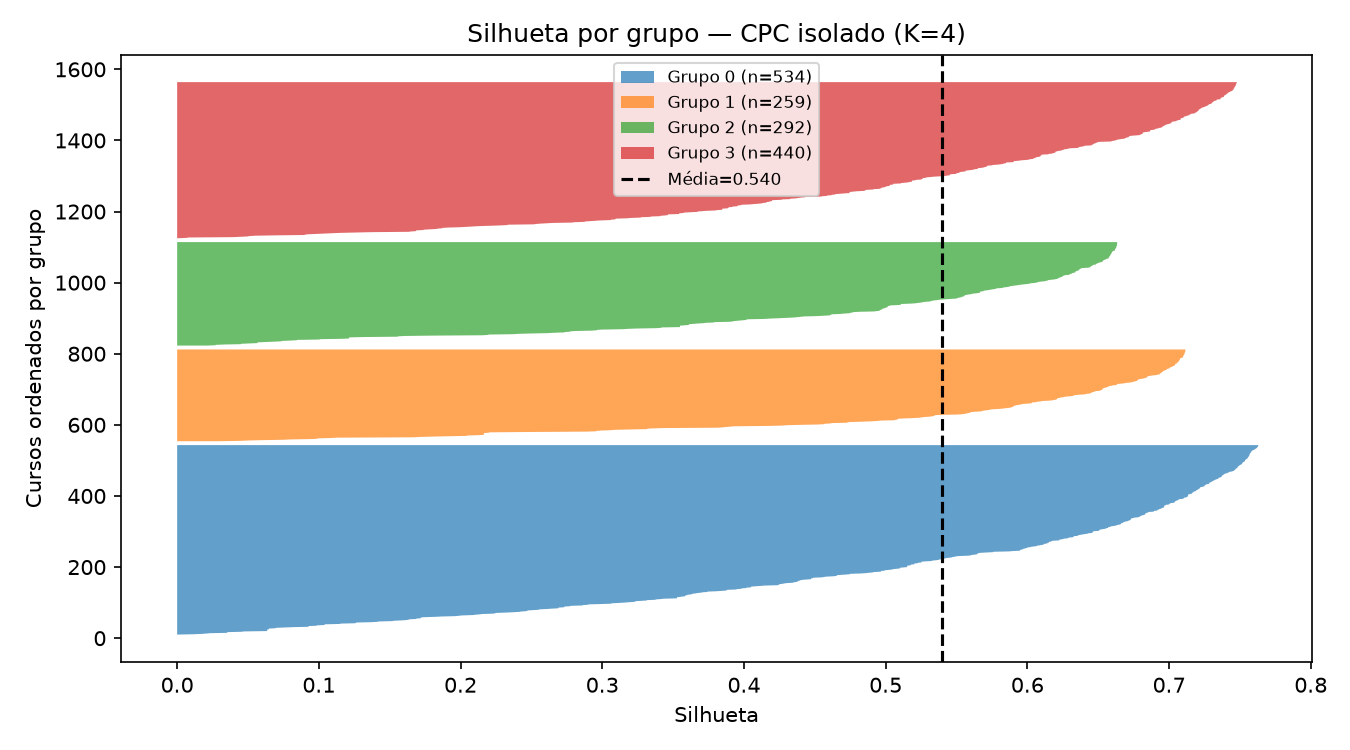 Silhueta por grupo — CPC isolado (K=4)
Grupo 0 (n=534)
Grupo 1 (n=259)
Grupo 2 (n=292)
Grupo 3 (n=440)
Média=0.540
Cursos ordenados por grupo
1600
1400
1200
1000
800
600
400
200
0
0.0 0.1 0.2 0.3 0.4 0.5 0.6 0.7 0.8
Silhueta